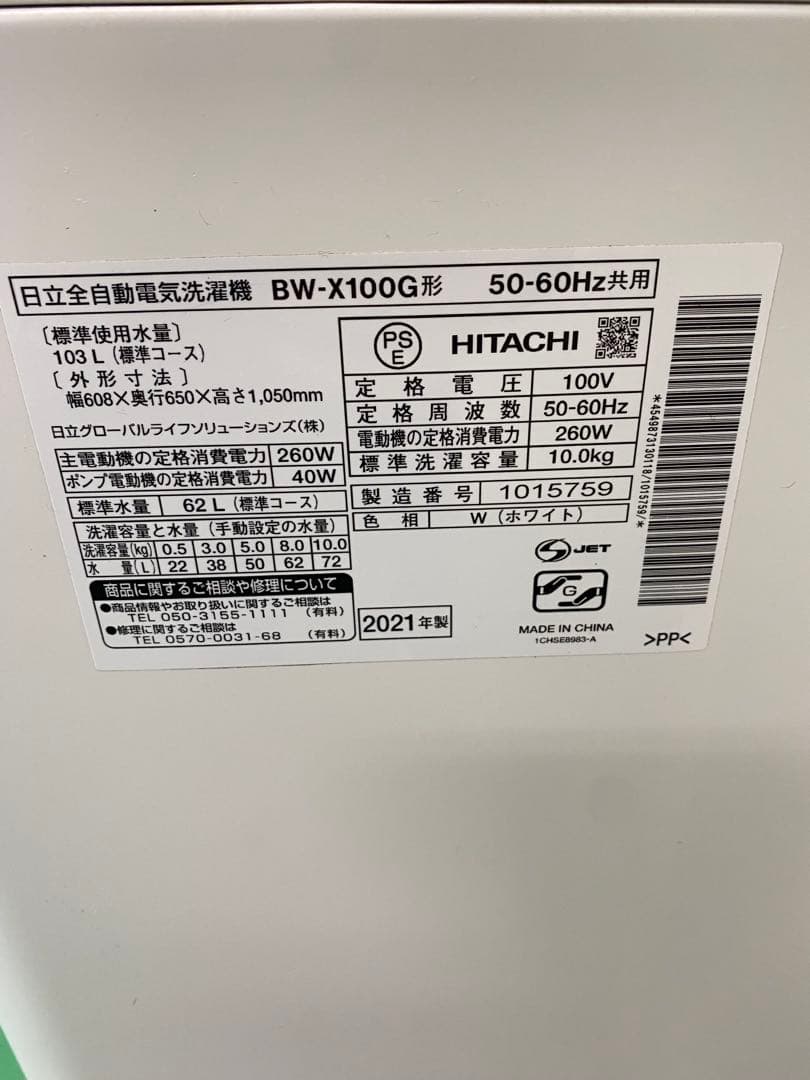 日立全自動電気洗濯機 BW-X100G形 50-60Hz共用
〔標準使用水量〕
103 L (標準コース)
〔外形寸法〕
幅608×奥行650×高さ1,050mm
日立グローバルライフソリューションズ(株)
主電動機の定格消費電力 260W
ポンプ電動機の定格消費電力 40W
標準水量 62 L (標準コース)
洗濯容量と水量 (手動設定の水量)
洗濯容量(kg) 0.5 3.0 5.0 8.0 10.0
水量(L) 22 38 50 62 72
商品に関するご相談や修理について
●商品情報やお取り扱いに関するご相談は
TEL 050-3155-1111 (有料)
●修理に関するご相談は
TEL 0570-0031-68 (有料)
PS
E
HITACHI
定格電圧 100V
定格周波数 50-60Hz
電動機の定格消費電力 260W
標準洗濯容量 10.0kg
製造番号 1015759
色相 W (ホワイト)
2021年製
S JET
G
MADE IN CHINA
1CHSE8983-A
>PP<
*4549873130118/1015759/*